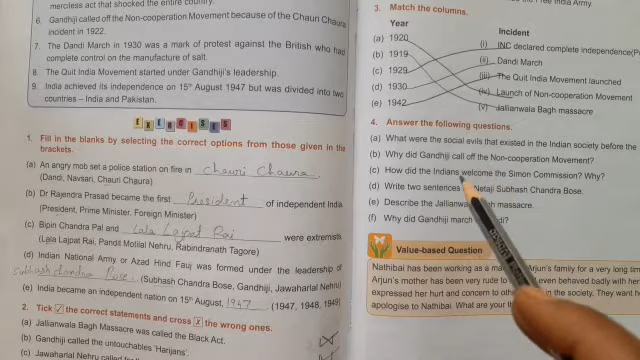 merciless act that shocked the entire country.
6. Gandhiji called off the Non-cooperation Movement because of the Chauri Chaura
incident in 1922.
7. The Dandi March in 1930 was a mark of protest against the British who had
complete control on the manufacture of salt.
8. The Quit India Movement started under Gandhiji's leadership.
9. India achieved its independence on 15th August 1947 but was divided into two
countries – India and Pakistan.
EXERCISES
1. Fill in the blanks by selecting the correct options from those given in the
brackets.
(a) An angry mob set a police station on fire in Chauri Chaura.
(Dandi, Navsari, Chauri Chaura)
(b) Dr Rajendra Prasad became the first President of independent India.
(President, Prime Minister, Foreign Minister)
(c) Bipin Chandra Pal and Lala Lajpat Rai were extremists.
(Lala Lajpat Rai, Pandit Motilal Nehru, Rabindranath Tagore)
(d) Indian National Army or Azad Hind Fauj was formed under the leadership of
Subhash Chandra Bose. (Subhash Chandra Bose, Gandhiji, Jawaharlal Nehru)
(e) India became an independent nation on 15th August, 1947. (1947, 1948, 1949)
2. Tick ☑ the correct statements and cross ☒ the wrong ones.
(a) Jallianwala Bagh Massacre was called the Black Act.
(b) Gandhiji called the untouchables 'Harijans'.
(c) Jawaharlal Nehru called for
Free India Army
3. Match the columns.
Year Incident
(a) 1920 (i) INC declared complete independence
(b) 1919 (ii) Dandi March
(c) 1929 (iii) The Quit India Movement launched
(d) 1930 (iv) Launch of Non-cooperation Movement
(e) 1942 (v) Jallianwala Bagh massacre
4. Answer the following questions.
(a) What were the social evils that existed in the Indian society before the
(b) Why did Gandhiji call off the Non-cooperation Movement?
(c) How did the Indians welcome the Simon Commission? Why?
(d) Write two sentences Netaji Subhash Chandra Bose.
(e) Describe the Jallianwala massacre.
(f) Why did Gandhiji march
Value-based Question
Nathibai has been working as a Arjun's family for a very long
Arjun's mother has been very rude to even behaved badly with her
expressed her hurt and concern to in the society. They want
apologise to Nathibai. What are your